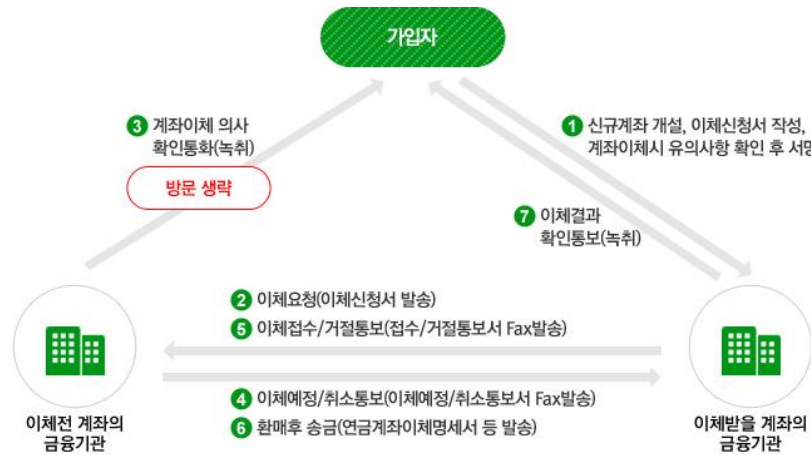 가입자
3 계좌이체 의사
확인통화(녹취)
방문 생략
1 신규계좌 개설, 이체신청서 작성,
계좌이체시 유의사항 확인 후 서명
7 이체결과
확인통보(녹취)
2 이체요청(이체신청서 발송)
5 이체접수/거절통보(접수/거절통보서 Fax발송)
4 이체예정/취소통보(이체예정/취소통보서 Fax발송)
6 환매후 송금(연금계좌이체명세서 등 발송)
이체전 계좌의
금융기관
이체받을 계좌의
금융기관